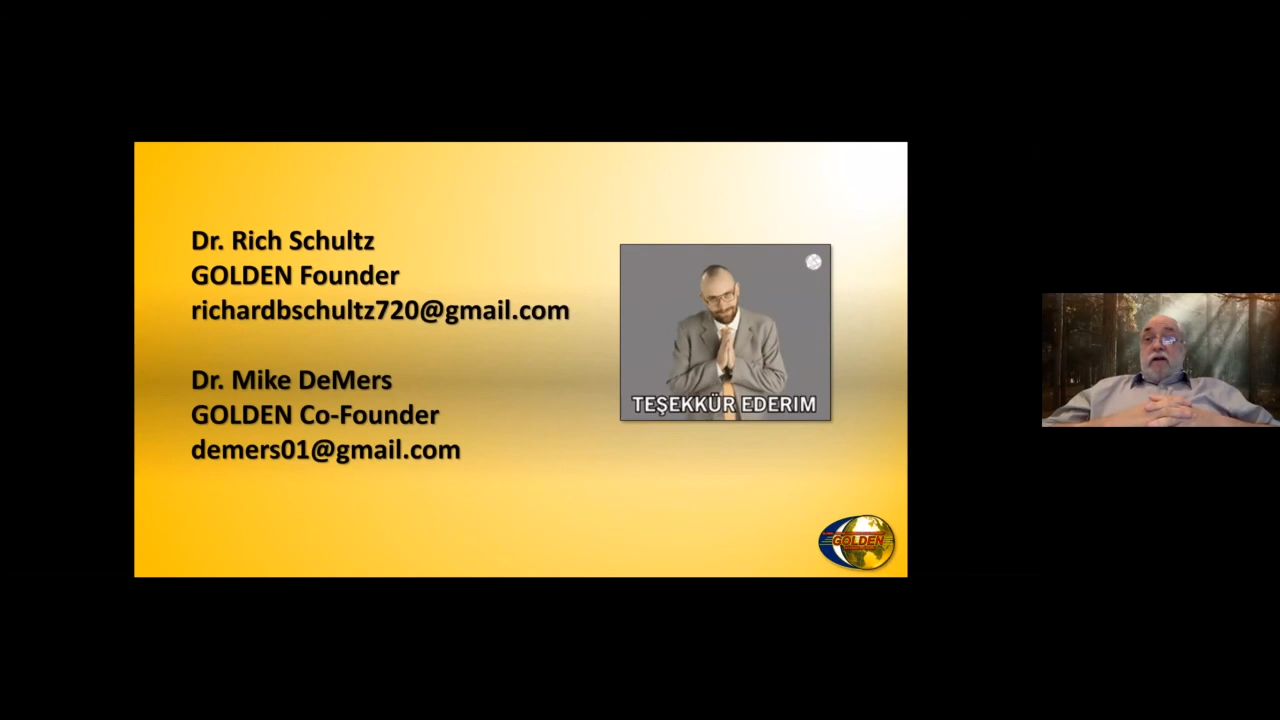 Dr. Rich Schultz
GOLDEN Founder
richardbschultz720@gmail.com
Dr. Mike DeMers
GOLDEN Co-Founder
demers01@gmail.com
TEŞEKKÜR EDERIM
GOLDEN